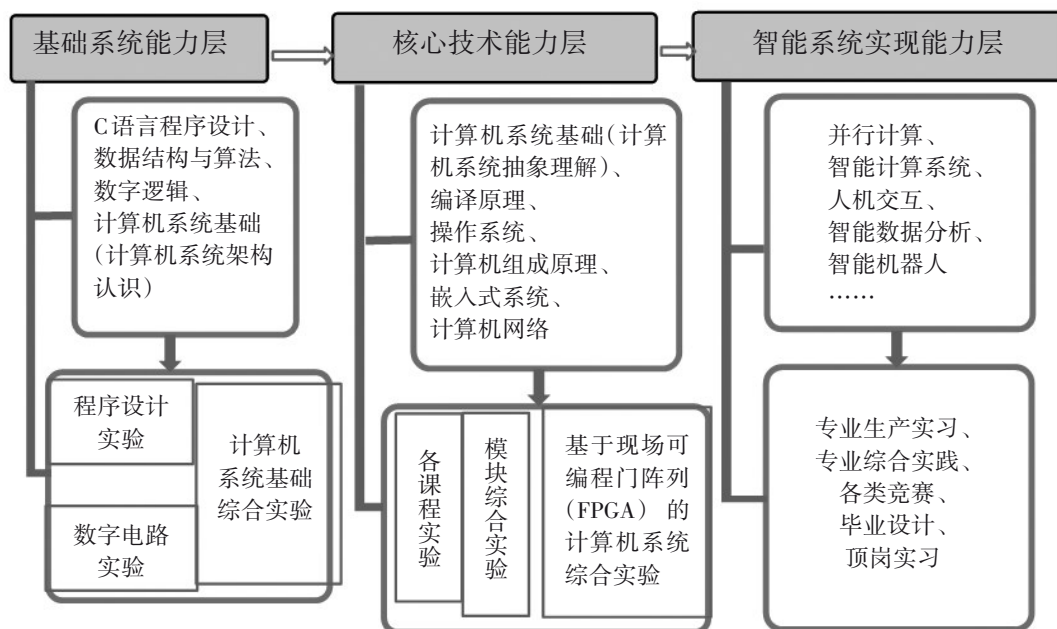 基础系统能力层
核心技术能力层
智能系统实现能力层
C语言程序设计、
数据结构与算法、
数字逻辑、
计算机系统基础
(计算机系统架构
认识)
计算机系统基础(计算
机系统抽象理解)、
编译原理、
操作系统、
计算机组成原理、
嵌入式系统、
计算机网络
并行计算、
智能计算系统、
人机交互、
智能数据分析、
智能机器人
……
程序设计
实验
数字电路
实验
计算机
系统基础
综合实验
各课程实验
模块综合实验
基于现场可
编程门阵列
(FPGA) 的
计算机系统
综合实验
专业生产实习、
专业综合实践、
各类竞赛、
毕业设计、
顶岗实习